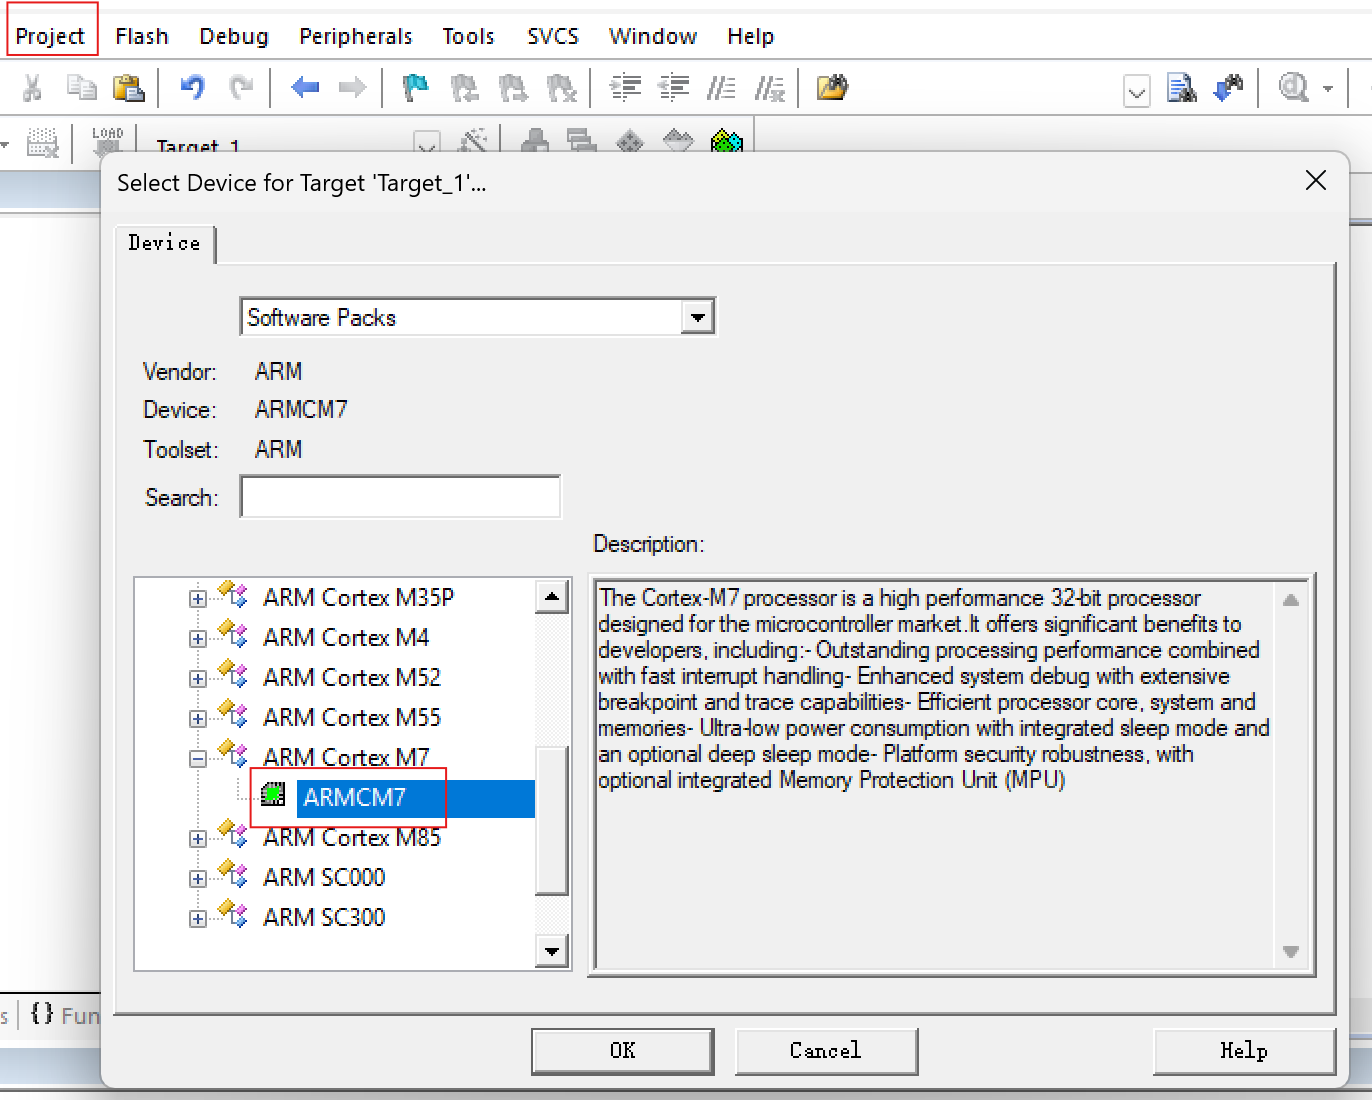 Project Flash Debug Peripherals Tools SVCS Window Help
LOAD
Target 1
Select Device for Target 'Target_1'...
Device
Software Packs
Vendor: ARM
Device: ARMCM7
Toolset: ARM
Search:
Description:
ARM Cortex M35P
ARM Cortex M4
ARM Cortex M52
ARM Cortex M55
ARM Cortex M7
ARMCM7
ARM Cortex M85
ARM SC000
ARM SC300
The Cortex-M7 processor is a high performance 32-bit processor
designed for the microcontroller market.It offers significant benefits to
developers, including:- Outstanding processing performance combined
with fast interrupt handling- Enhanced system debug with extensive
breakpoint and trace capabilities- Efficient processor core, system and
memories- Ultra-low power consumption with integrated sleep mode and
an optional deep sleep mode- Platform security robustness, with
optional integrated Memory Protection Unit (MPU)
s {} Fun
OK Cancel Help